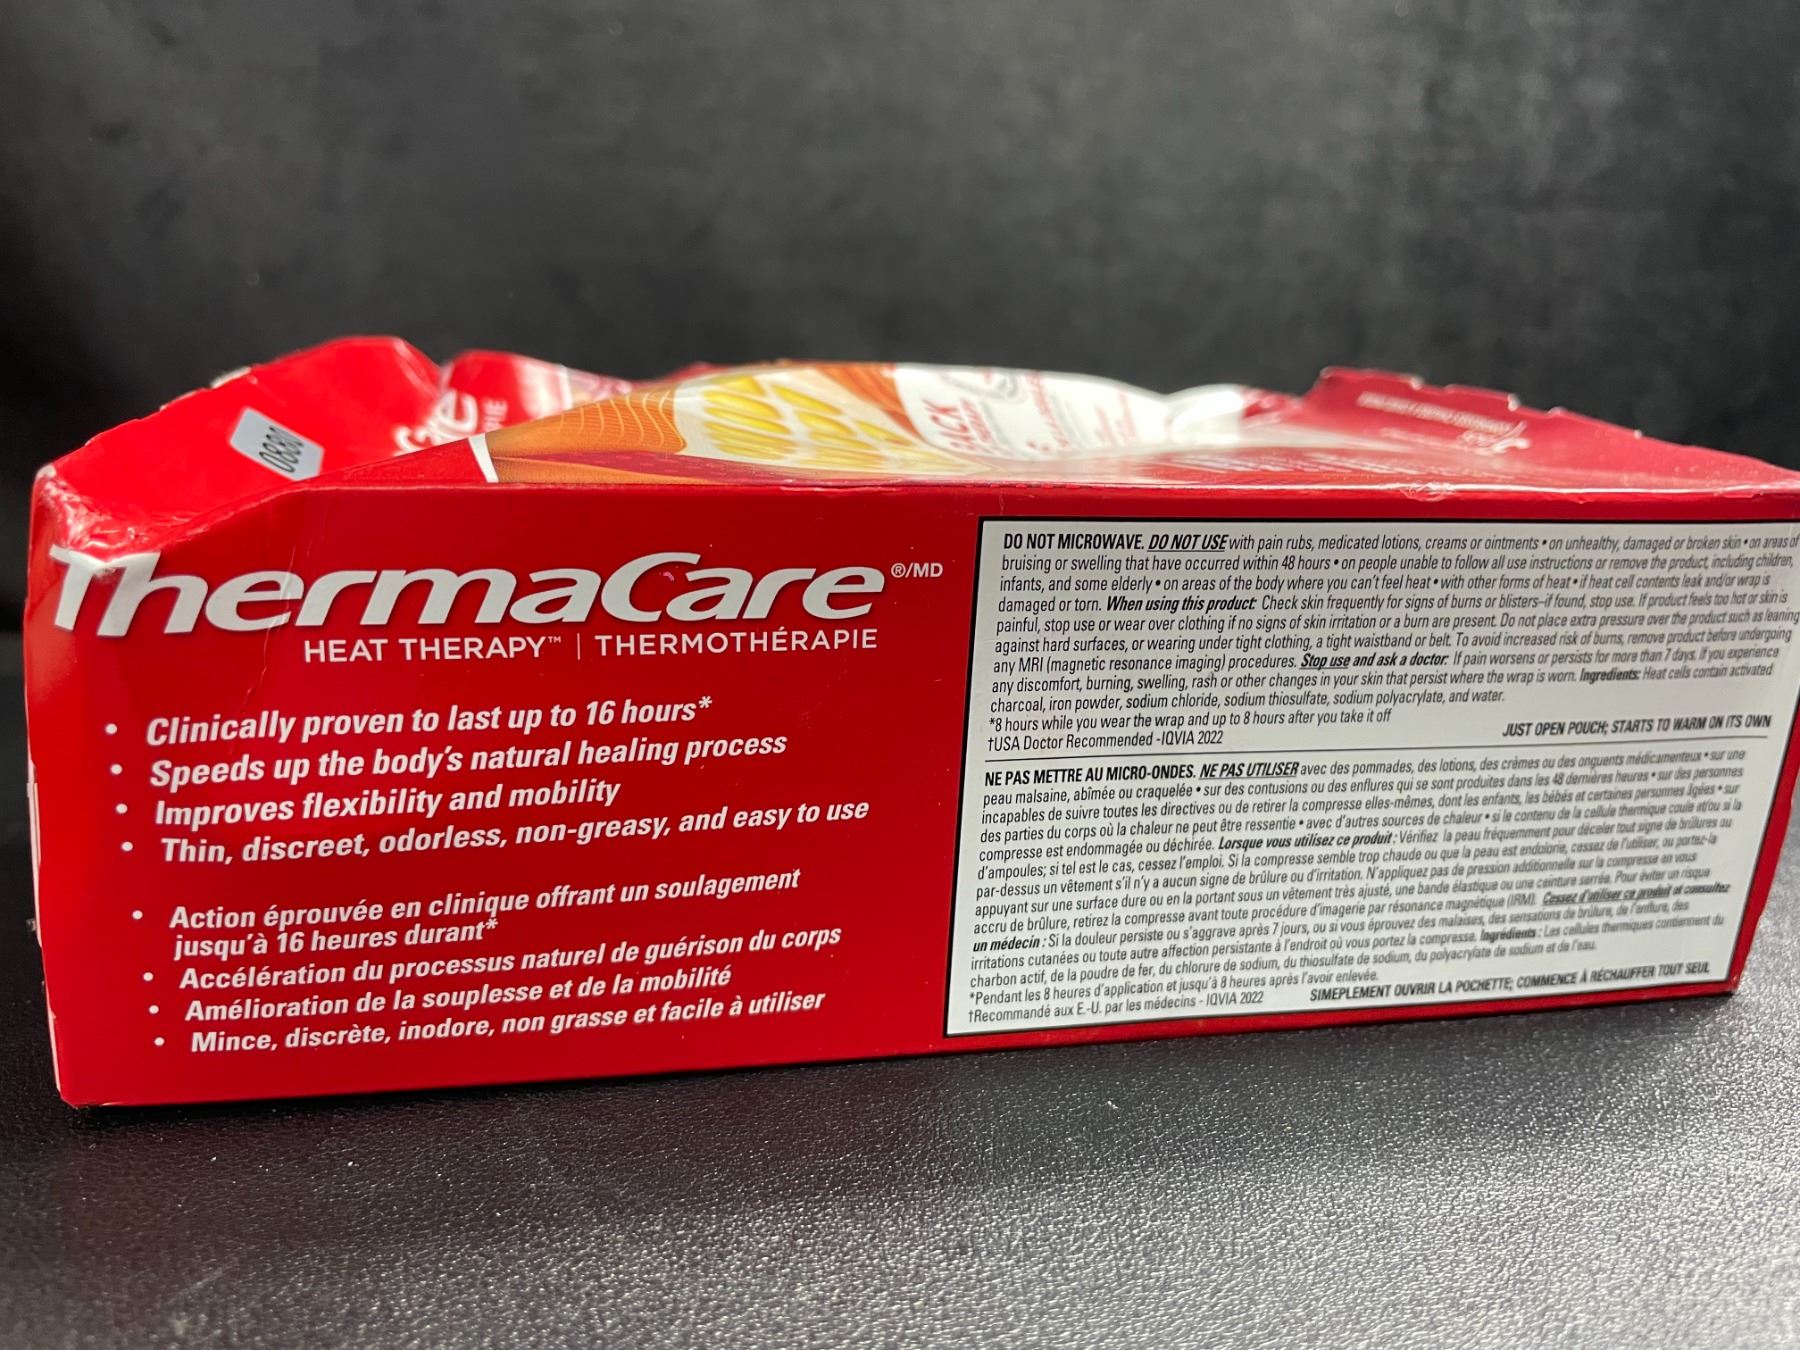 0880
PACK
ThermaCare®/MD
HEAT THERAPY™ | THERMOTHÉRAPIE
• Clinically proven to last up to 16 hours*
• Speeds up the body's natural healing process
• Improves flexibility and mobility
• Thin, discreet, odorless, non-greasy, and easy to use
• Action éprouvée en clinique offrant un soulagement
jusqu'à 16 heures durant*
• Accélération du processus naturel de guérison du corps
• Amélioration de la souplesse et de la mobilité
• Mince, discrète, inodore, non grasse et facile à utiliser
DO NOT MICROWAVE. DO NOT USE with pain rubs, medicated lotions, creams or ointments • on unhealthy, damaged or broken skin • on areas of
bruising or swelling that have occurred within 48 hours • on people unable to follow all use instructions or remove the product, including children,
infants, and some elderly • on areas of the body where you can't feel heat • with other forms of heat • if heat cell contents leak and/or wrap is
damaged or torn. When using this product: Check skin frequently for signs of burns or blisters–if found, stop use. If product feels too hot or skin is
painful, stop use or wear over clothing if no signs of skin irritation or a burn are present. Do not place extra pressure over the product such as leaning
against hard surfaces, or wearing under tight clothing, a tight waistband or belt. To avoid increased risk of burns, remove product before undergoing
any MRI (magnetic resonance imaging) procedures. Stop use and ask a doctor: If pain worsens or persists for more than 7 days. If you experience
any discomfort, burning, swelling, rash or other changes in your skin that persist where the wrap is worn. Ingredients: Heat cells contain activated
charcoal, iron powder, sodium chloride, sodium thiosulfate, sodium polyacrylate, and water.
*8 hours while you wear the wrap and up to 8 hours after you take it off
†USA Doctor Recommended -IQVIA 2022
JUST OPEN POUCH; STARTS TO WARM ON ITS OWN
NE PAS METTRE AU MICRO-ONDES. NE PAS UTILISER avec des pommades, des lotions, des crèmes ou des onguents médicamenteux • sur une
peau malsaine, abîmée ou craquelée • sur des contusions ou des enflures qui se sont produites dans les 48 dernières heures • sur des personnes
incapables de suivre toutes les directives ou de retirer la compresse elles-mêmes, dont les enfants, les bébés et certaines personnes âgées • sur
des parties du corps où la chaleur ne peut être ressentie • avec d'autres sources de chaleur • si le contenu de la cellule thermique coule et/ou si la
compresse est endommagée ou déchirée. Lorsque vous utilisez ce produit : Vérifiez la peau fréquemment pour déceler tout signe de brûlures ou
d'ampoules; si tel est le cas, cessez l'emploi. Si la compresse semble trop chaude ou que la peau est endolorie, cessez de l'utiliser, ou portez-la
par-dessus un vêtement s'il n'y a aucun signe de brûlure ou d'irritation. N'appliquez pas de pression additionnelle sur la compresse en vous
appuyant sur une surface dure ou en la portant sous un vêtement très ajusté, une bande élastique ou une ceinture serrée. Pour éviter un risque
accru de brûlure, retirez la compresse avant toute procédure d'imagerie par résonance magnétique (IRM). Cessez d'utiliser ce produit et consultez
un médecin : Si la douleur persiste ou s'aggrave après 7 jours, ou si vous éprouvez des malaises, des sensations de brûlure, de l'enflure, des
irritations cutanées ou toute autre affection persistante à l'endroit où vous portez la compresse. Ingrédients : Les cellules thermiques contiennent du
charbon actif, de la poudre de fer, du chlorure de sodium, du thiosulfate de sodium, du polyacrylate de sodium et de l'eau.
*Pendant les 8 heures d'application et jusqu'à 8 heures après l'avoir enlevée.
†Recommandé aux E.-U. par les médecins - IQVIA 2022
SIMEPLEMENT OUVRIR LA POCHETTE; COMMENCE À RÉCHAUFFER TOUT SEUL